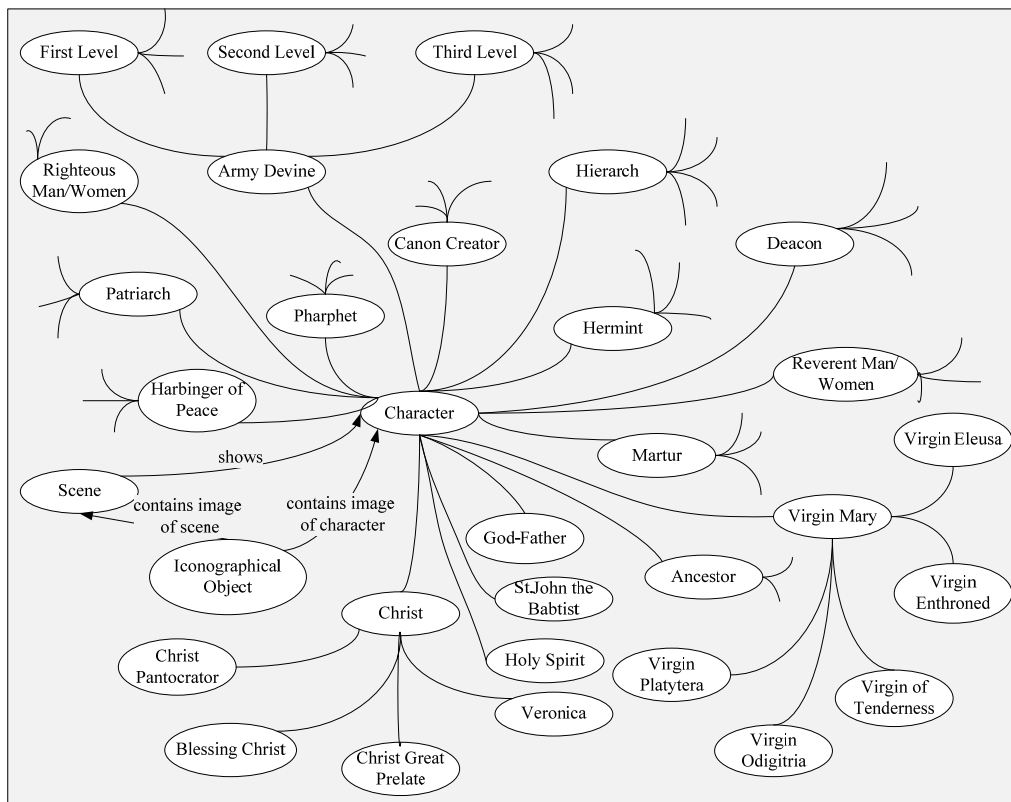 First Level
Second Level
Third Level
Righteous
Man/Women
Army Devine
Hierarch
Canon Creator
Deacon
Patriarch
Pharphet
Hermint
Harbinger of
Peace
Reverent Man/
Women
Character
Virgin Eleusa
shows
Martur
Scene
contains image
of scene
contains image
of character
Virgin Mary
God-Father
Iconographical
Object
Ancestor
St.John the
Babtist
Virgin
Enthroned
Christ
Christ
Pantocrator
Holy Spirit
Virgin
Platytera
Virgin of
Tenderness
Veronica
Blessing Christ
Christ Great
Prelate
Virgin
Odigitria